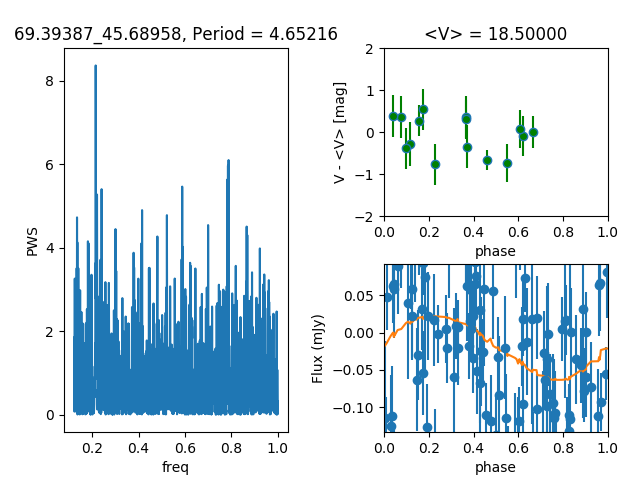 69.39387_45.68958, Period = 4.65216
<V> = 18.50000
PWS
8
6
4
2
0
0.2 0.4 0.6 0.8 1.0
freq
V - <V> [mag]
2
1
0
−1
−2
0.0 0.2 0.4 0.6 0.8 1.0
phase
Flux (mJy)
0.05
0.00
−0.05
−0.10
0.0 0.2 0.4 0.6 0.8 1.0
phase